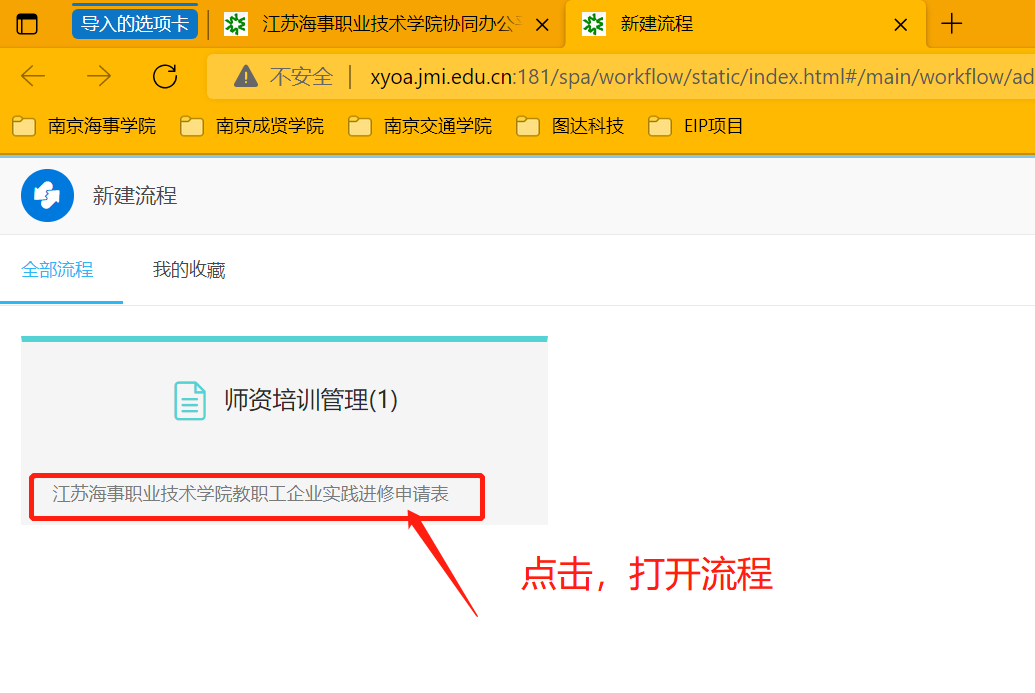 导入的选项卡
江苏海事职业技术学院协同办公
新建流程
不安全
xyoa.jmi.edu.cn:181/spa/workflow/static/index.html#/main/workflow/ad
南京海事学院
南京成贤学院
南京交通学院
图达科技
EIP项目
新建流程
全部流程
我的收藏
师资培训管理(1)
江苏海事职业技术学院教职工企业实践进修申请表
点击，打开流程